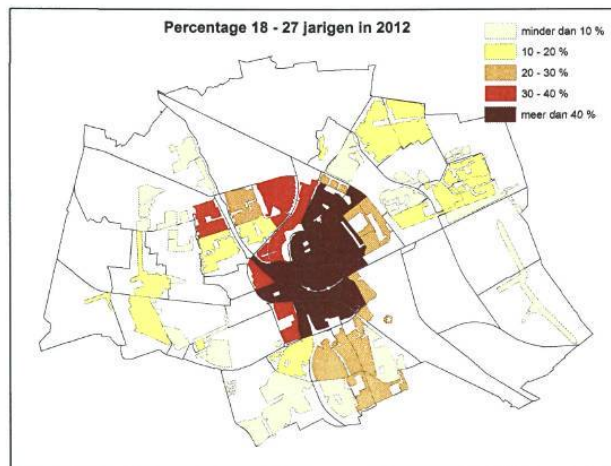 Percentage 18 - 27 jarigen in 2012
minder dan 10 %
10 - 20 %
20 - 30 %
30 - 40 %
meer dan 40 %